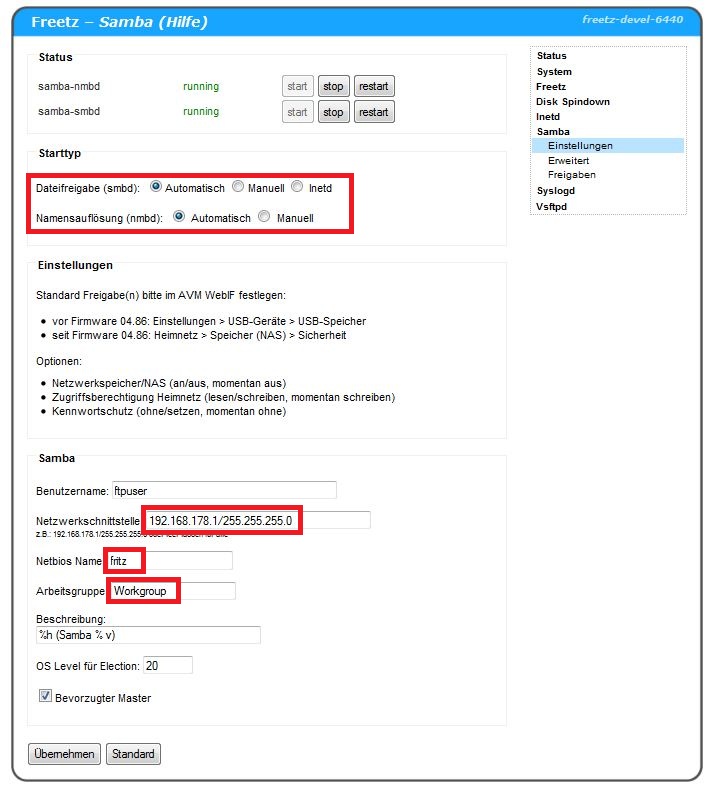 Freetz – Samba (Hilfe)
freetz-devel-6440
Status
samba-nmbd running start stop restart
samba-smbd running start stop restart
Starttyp
Dateifreigabe (smbd): Automatisch Manuell Inetd
Namensauflösung (nmbd): Automatisch Manuell
Einstellungen
Standard Freigabe(n) bitte im AVM WebIF festlegen:
vor Firmware 04.86: Einstellungen > USB-Geräte > USB-Speicher
seit Firmware 04.86: Heimnetz > Speicher (NAS) > Sicherheit
Optionen:
Netzwerkspeicher/NAS (an/aus, momentan aus)
Zugriffsberechtigung Heimnetz (lesen/schreiben, momentan schreiben)
Kennwortschutz (ohne/setzen, momentan ohne)
Samba
Benutzername: ftpuser
Netzwerkschnittstelle 192.168.178.1/255.255.255.0
z.B.: 192.168.178.1/255.255.255.0
Netbios Name fritz
Arbeitsgruppe Workgroup
Beschreibung:
%h (Samba % v)
OS Level für Election: 20
Bevorzugter Master
Übernehmen Standard
Status
System
Freetz
Disk Spindown
Inetd
Samba
Einstellungen
Erweitert
Freigaben
Syslogd
Vsftpd